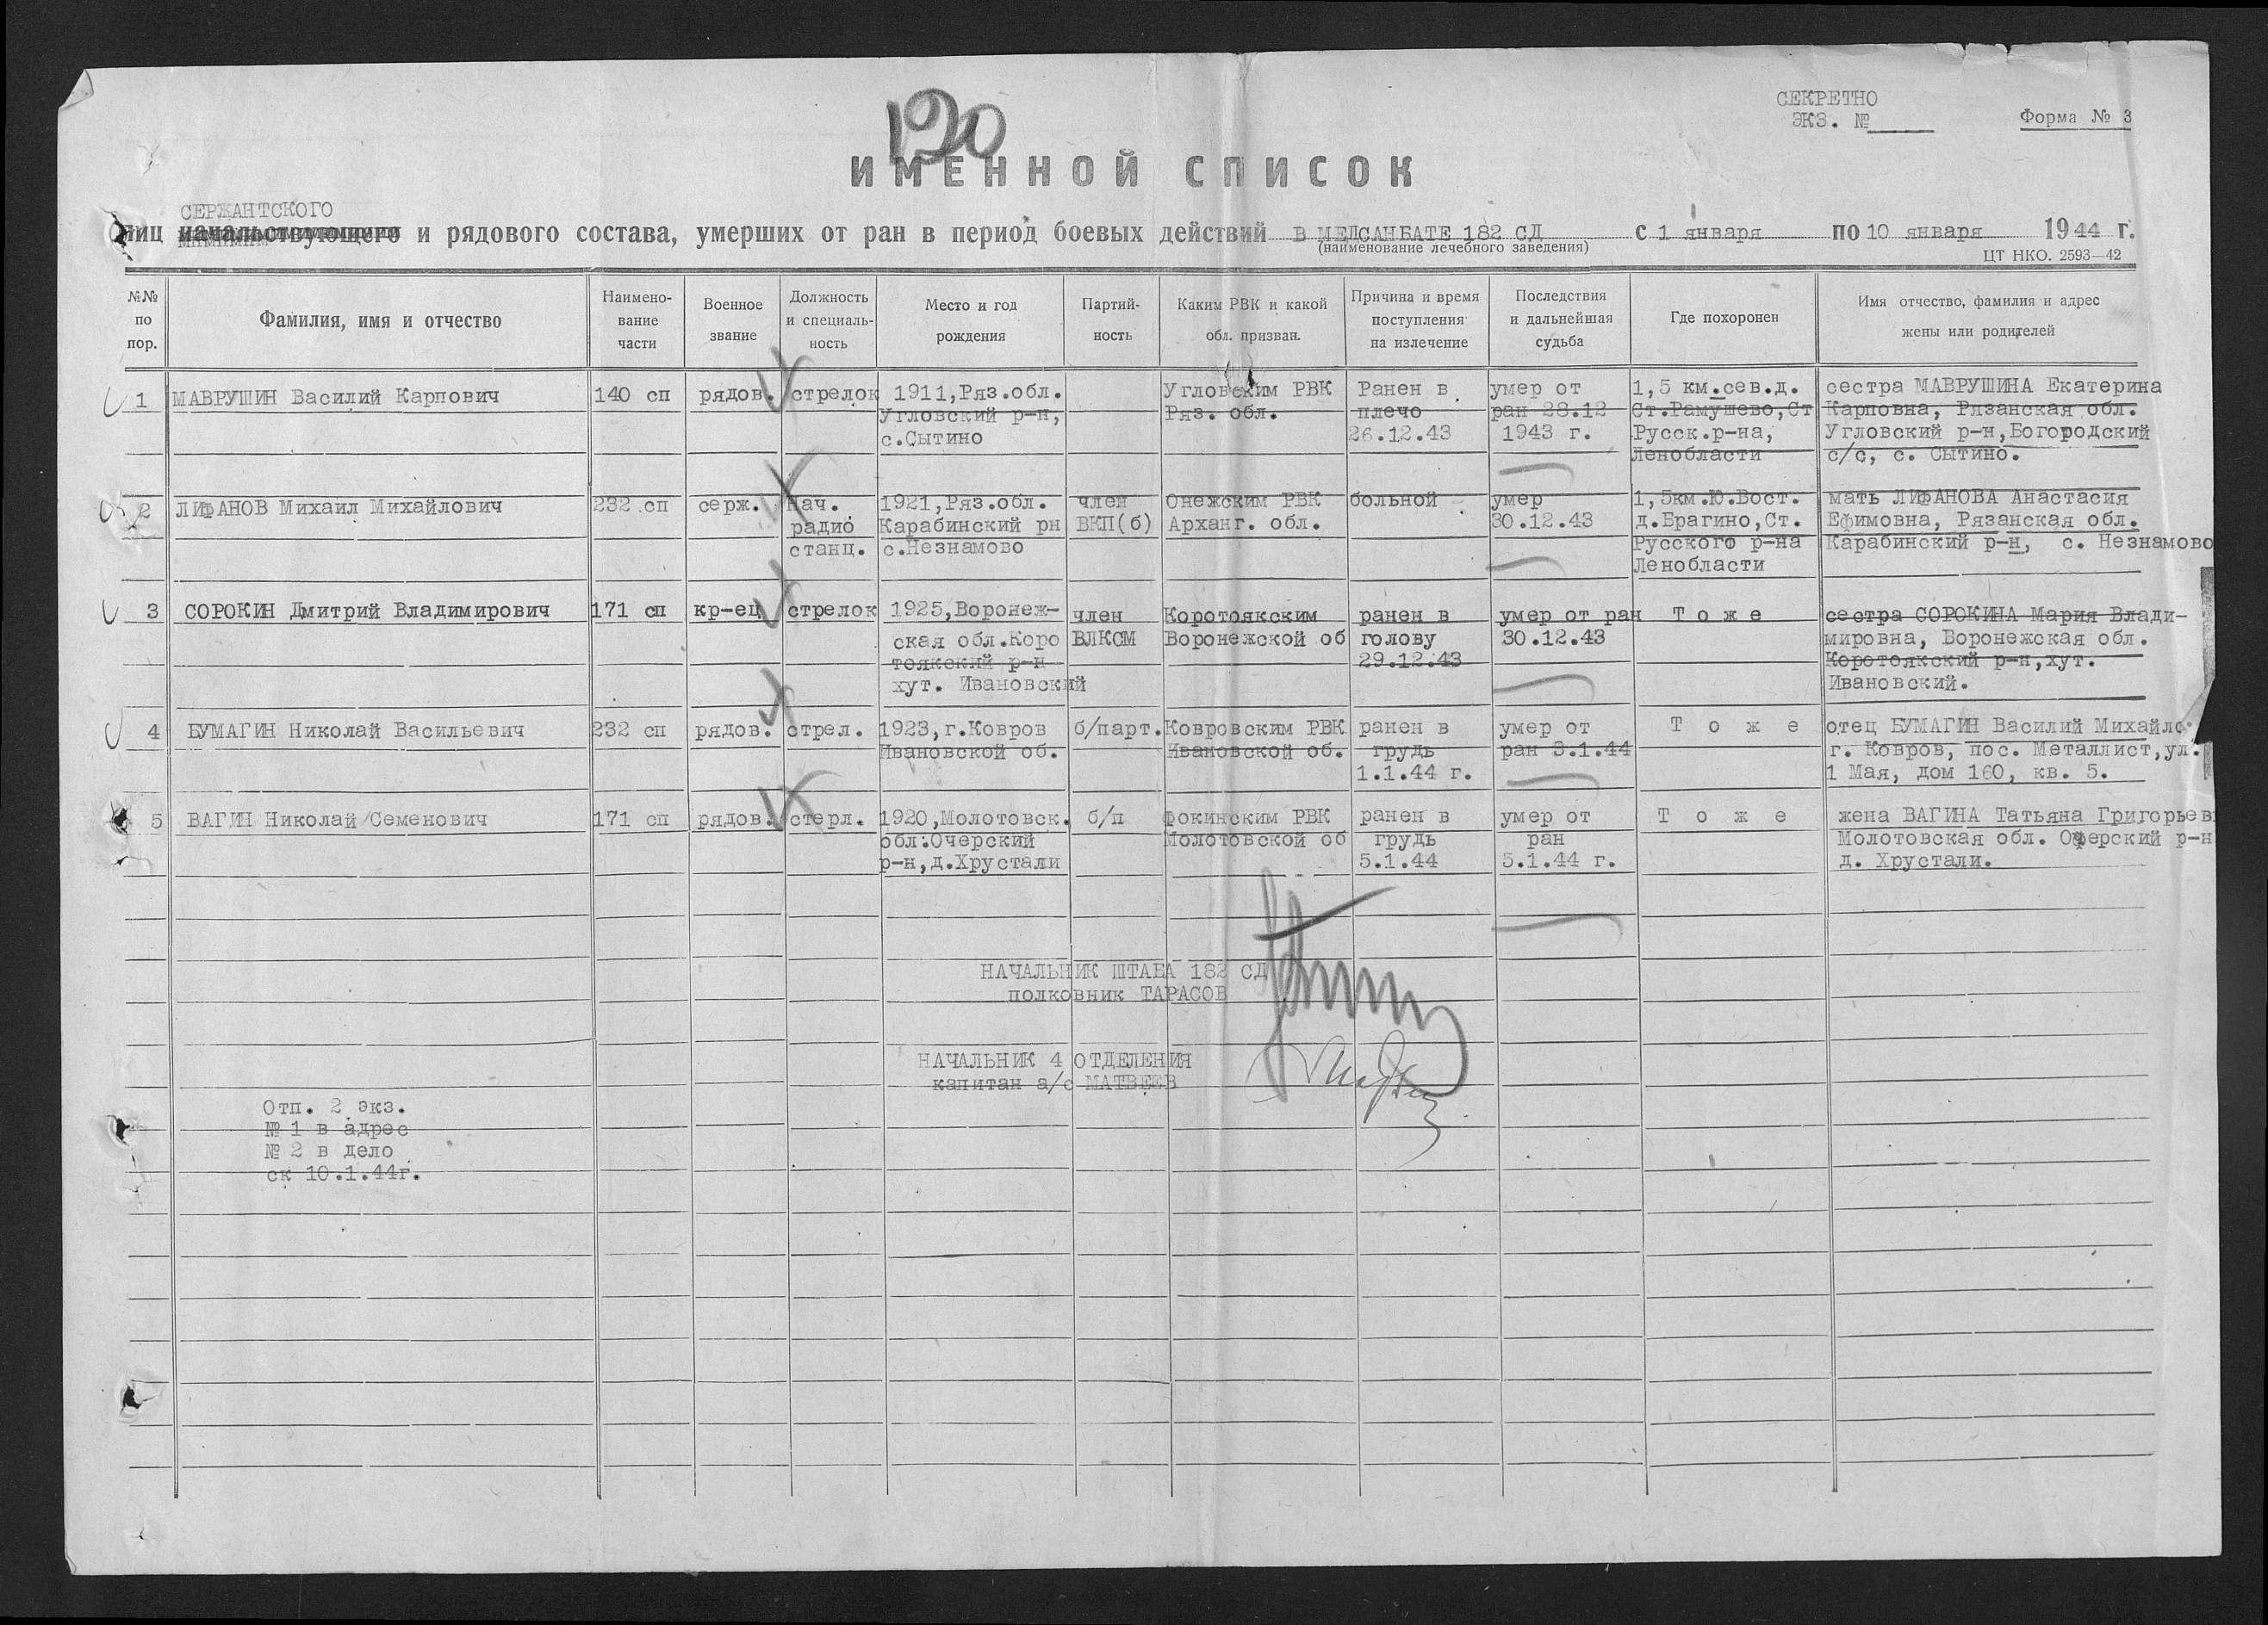 120
СЕКРЕТНО
ЭКЗ. №
Форма № 3
ИМЕННОЙ СПИСОК
СЕРЖАНТСКОГО
лиц начальствующего и рядового состава, умерших от ран в период боевых действий в МЕДСАНБАТЕ 182 СД с 1 января по 10 января 1944 г.
(наименование лечебного заведения)
ЦТ НКО. 2593—42
№№ по пор.
Фамилия, имя и отчество
Наименование части
Военное звание
Должность и специальность
Место и год рождения
Партийность
Каким РВК и какой обл. призван.
Причина и время поступления на излечение
Последствия и дальнейшая судьба
Где похоронен
Имя отчество, фамилия и адрес жены или родителей
1 МАВРУШИН Василий Карпович 140 сп рядов. стрелок 1911,Ряз.обл. Угловским РВК Ранен в умер от 1,5 км.сев.д. сестра МАВРУШИНА Екатерина
Угловский р-н, Ряз. обл. плечо ран 28.12 Ст.Рамушево,Ст Карповна, Рязанская обл.
с.Сытино 26.12.43 1943 г. Русск.р-на, Угловский р-н,Богородский
Ленобласти с/с, с. Сытино.
2 ЛИФАНОВ Михаил Михайлович 232 сп серж. нач. 1921,Ряз.обл. член Онежским РВК больной умер 1,5км.Ю.Вост. мать ЛИФАНОВА Анастасия
радио Карабинский рн ВКП(б) Арханг. обл. 30.12.43 д.Брагино,Ст. Ефимовна, Рязанская обл.
станц. с.Незнамово Русского р-на Карабинский р-н, с. Незнамово
Ленобласти
3 СОРОКИН Дмитрий Владимирович 171 сп кр-ец стрелок 1925,Воронеж- член Коротоякским ранен в умер от ран Тоже сестра СОРОКИНА Мария Влади-
ская обл.Коро ВЛКСМ Воронежской об голову 30.12.43 мировна, Воронежская обл.
тоякский р-н 29.12.43 Коротоякский р-н,хут.
хут. Ивановский Ивановский.
4 БУМАГИН Николай Васильевич 232 сп рядов. стрел. 1923,г.Ковров б/парт. Ковровским РВК ранен в умер от Тоже отец БУМАГИН Василий Михайло
Ивановской об. Ивановской об. грудь ран 3.1.44 г. Ковров, пос. Металлист,ул.
1.1.44 г. 1 Мая, дом 160, кв. 5.
5 ВАГИН Николай Семенович 171 сп рядов. стерл. 1920,Молотовск. б/п Фокинским РВК ранен в умер от Тоже жена ВАГИНА Татьяна Григорьев
обл.Очерский Молотовской об грудь ран Молотовская обл. Очерский р-н
р-н,д.Хрустали 5.1.44 5.1.44 г. д. Хрустали.
НАЧАЛЬНИК ШТАБА 182 СД
полковник ТАРАСОВ
НАЧАЛЬНИК 4 ОТДЕЛЕНИЯ
капитан а/с МАТВЕЕВ
Отп. 2 экз.
№ 1 в адрес
№ 2 в дело
ск 10.1.44г.